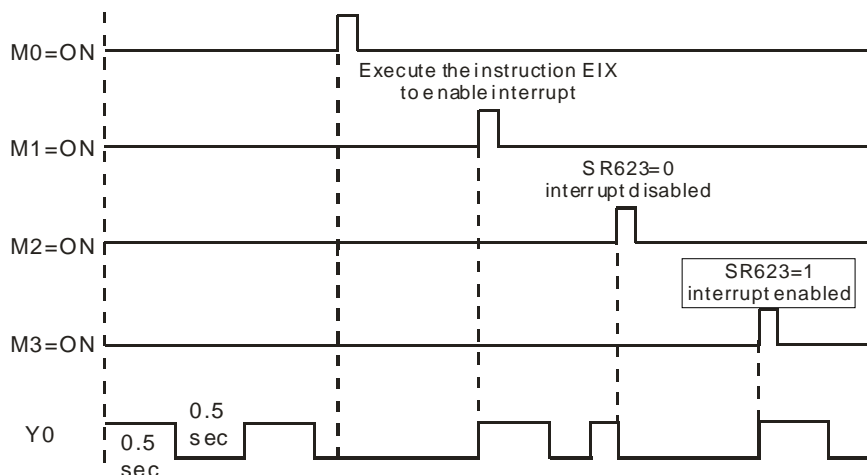 M0=ON
Execute the instruction EIX
to enable interrupt
M1=ON
SR623=0
interrupt disabled
M2=ON
SR623=1
interrupt enabled
M3=ON
0.5
sec
Y0
0.5
sec